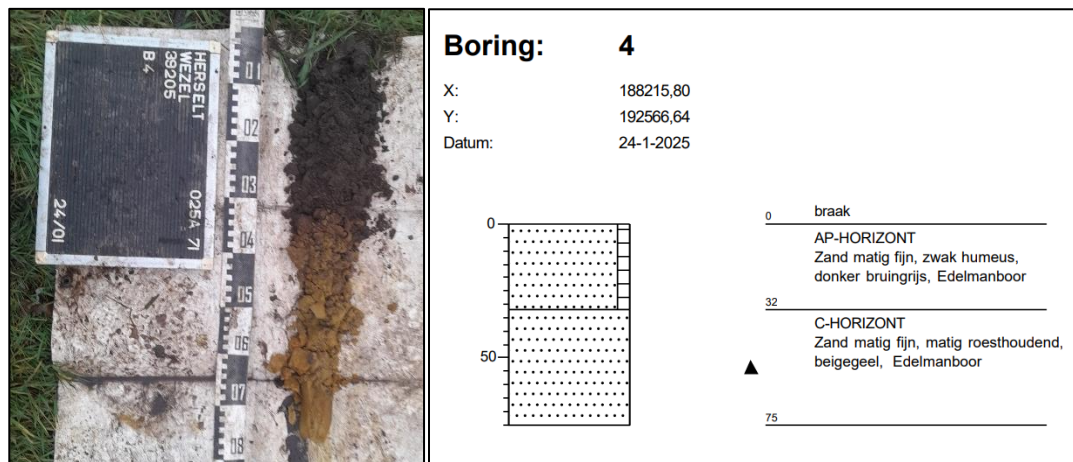 HERSELT
WEZEL
39205
B 4
025A 71
24/01
01
02
03
04
05
06
07
08
Boring: 4
X: 188215,80
Y: 192566,64
Datum: 24-1-2025
0
50
0 braak
AP-HORIZONT
Zand matig fijn, zwak humeus,
donker bruingrijs, Edelmanboor
32
C-HORIZONT
Zand matig fijn, matig roesthoudend,
beigegeel, Edelmanboor
75